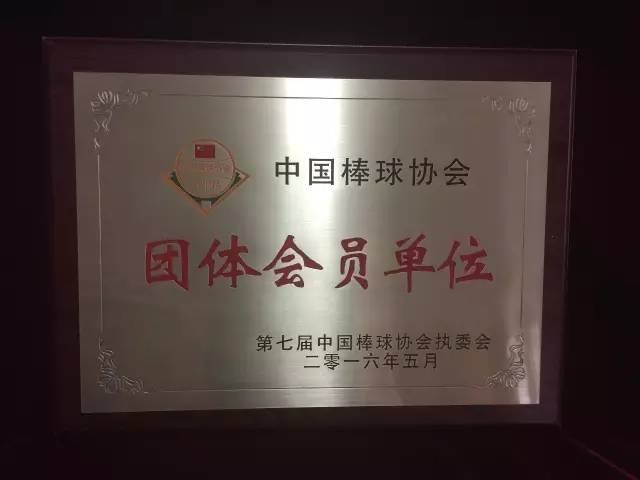 中国棒球协会
团体会员单位
第七届中国棒球协会执委会
二零一六年五月